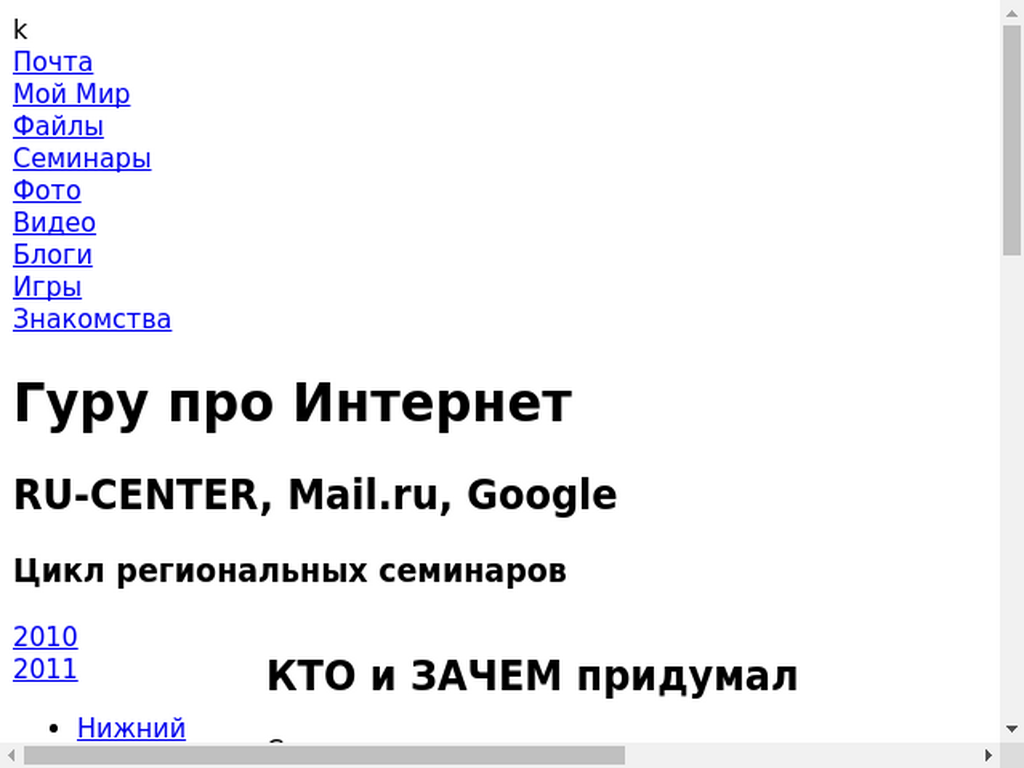 k
Почта
Мой Мир
Файлы
Семинары
Фото
Видео
Блоги
Игры
Знакомства
Гуру про Интернет
RU-CENTER, Mail.ru, Google
Цикл региональных семинаров
2010
2011
КТО и ЗАЧЕМ придумал
Нижний